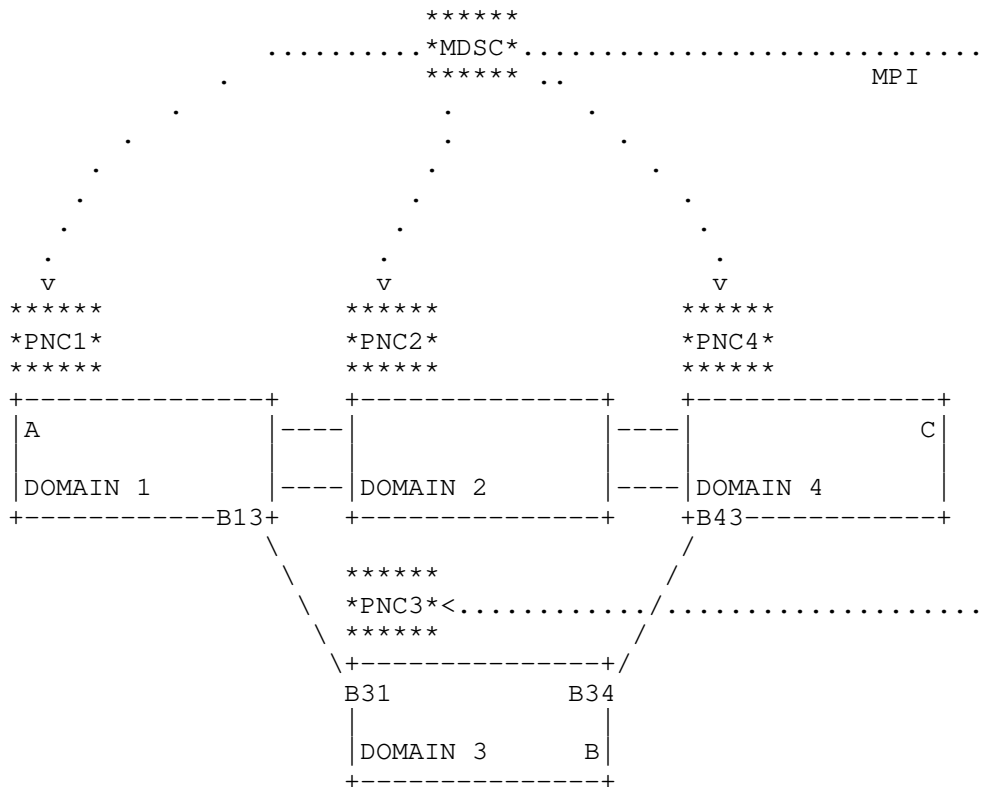 ******
..........*MDSC*.............................
. ****** .. MPI
. . .
. . .
. . .
. . .
. . .
. . .
v v v
****** ****** ******
*PNC1* *PNC2* *PNC4*
****** ****** ******
+---------------+ +---------------+ +---------------+
|A |----| |----| C|
| | | | | |
|DOMAIN 1 |----|DOMAIN 2 |----|DOMAIN 4 |
+------------B13+ +---------------+ +B43------------+
\ /
\ ****** /
\ *PNC3*<............/....................
\ ****** /
\+---------------+/
B31 B34
| |
|DOMAIN 3 B|
+---------------+